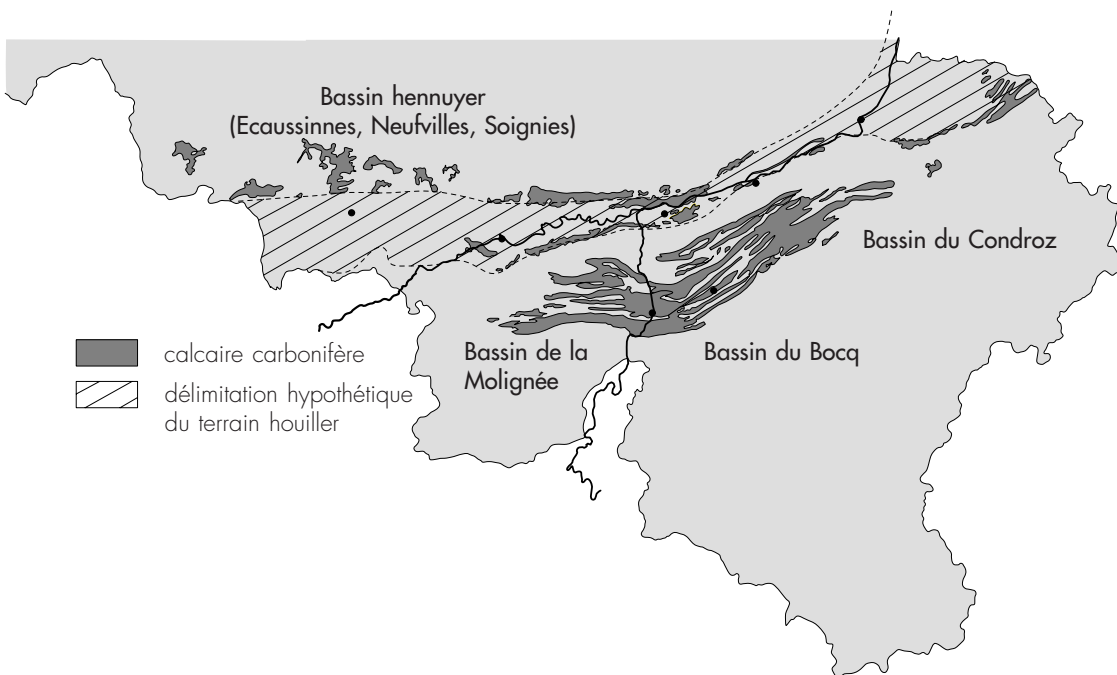 Bassin hennuyer
(Ecaussinnes, Neufvilles, Soignies)
Bassin du Condroz
calcaire carbonifère
délimitation hypothétique
du terrain houiller
Bassin de la
Molignée
Bassin du Bocq